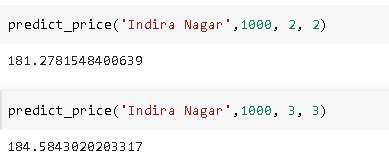 predict_price('Indira Nagar',1000, 2, 2)
181.2781548400639
predict_price('Indira Nagar',1000, 3, 3)
184.5843020203317